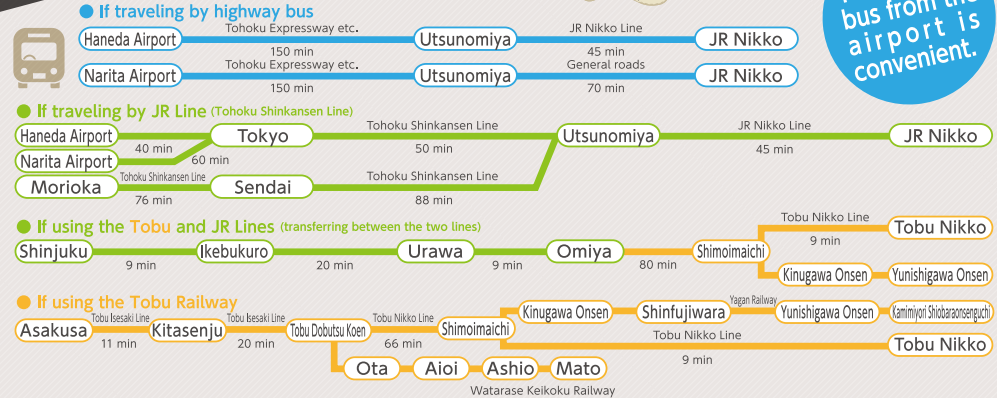 ● If traveling by highway bus
Haneda Airport Tohoku Expressway etc. 150 min Utsunomiya JR Nikko Line 45 min JR Nikko
Narita Airport Tohoku Expressway etc. 150 min Utsunomiya General roads 70 min JR Nikko
bus from the
airport is
convenient.
● If traveling by JR Line (Tohoku Shinkansen Line)
Haneda Airport 40 min Tokyo Tohoku Shinkansen Line 50 min Utsunomiya JR Nikko Line 45 min JR Nikko
Narita Airport 60 min
Morioka Tohoku Shinkansen Line 76 min Sendai Tohoku Shinkansen Line 88 min
● If using the Tobu and JR Lines (transferring between the two lines)
Shinjuku 9 min Ikebukuro 20 min Urawa 9 min Omiya 80 min Shimoimaichi Tobu Nikko Line 9 min Tobu Nikko
Kinugawa Onsen Yunishigawa Onsen
● If using the Tobu Railway
Asakusa Tobu Isesaki Line 11 min Kitasenju Tobu Isesaki Line 20 min Tobu Dobutsu Koen Tobu Nikko Line 66 min Shimoimaichi
Kinugawa Onsen Shinfujiwara Yagan Railway Yunishigawa Onsen Kamimiyori Shiobaraonsenguchi
Tobu Nikko Line 9 min Tobu Nikko
Ota Aioi Ashio Mato
Watarase Keikoku Railway